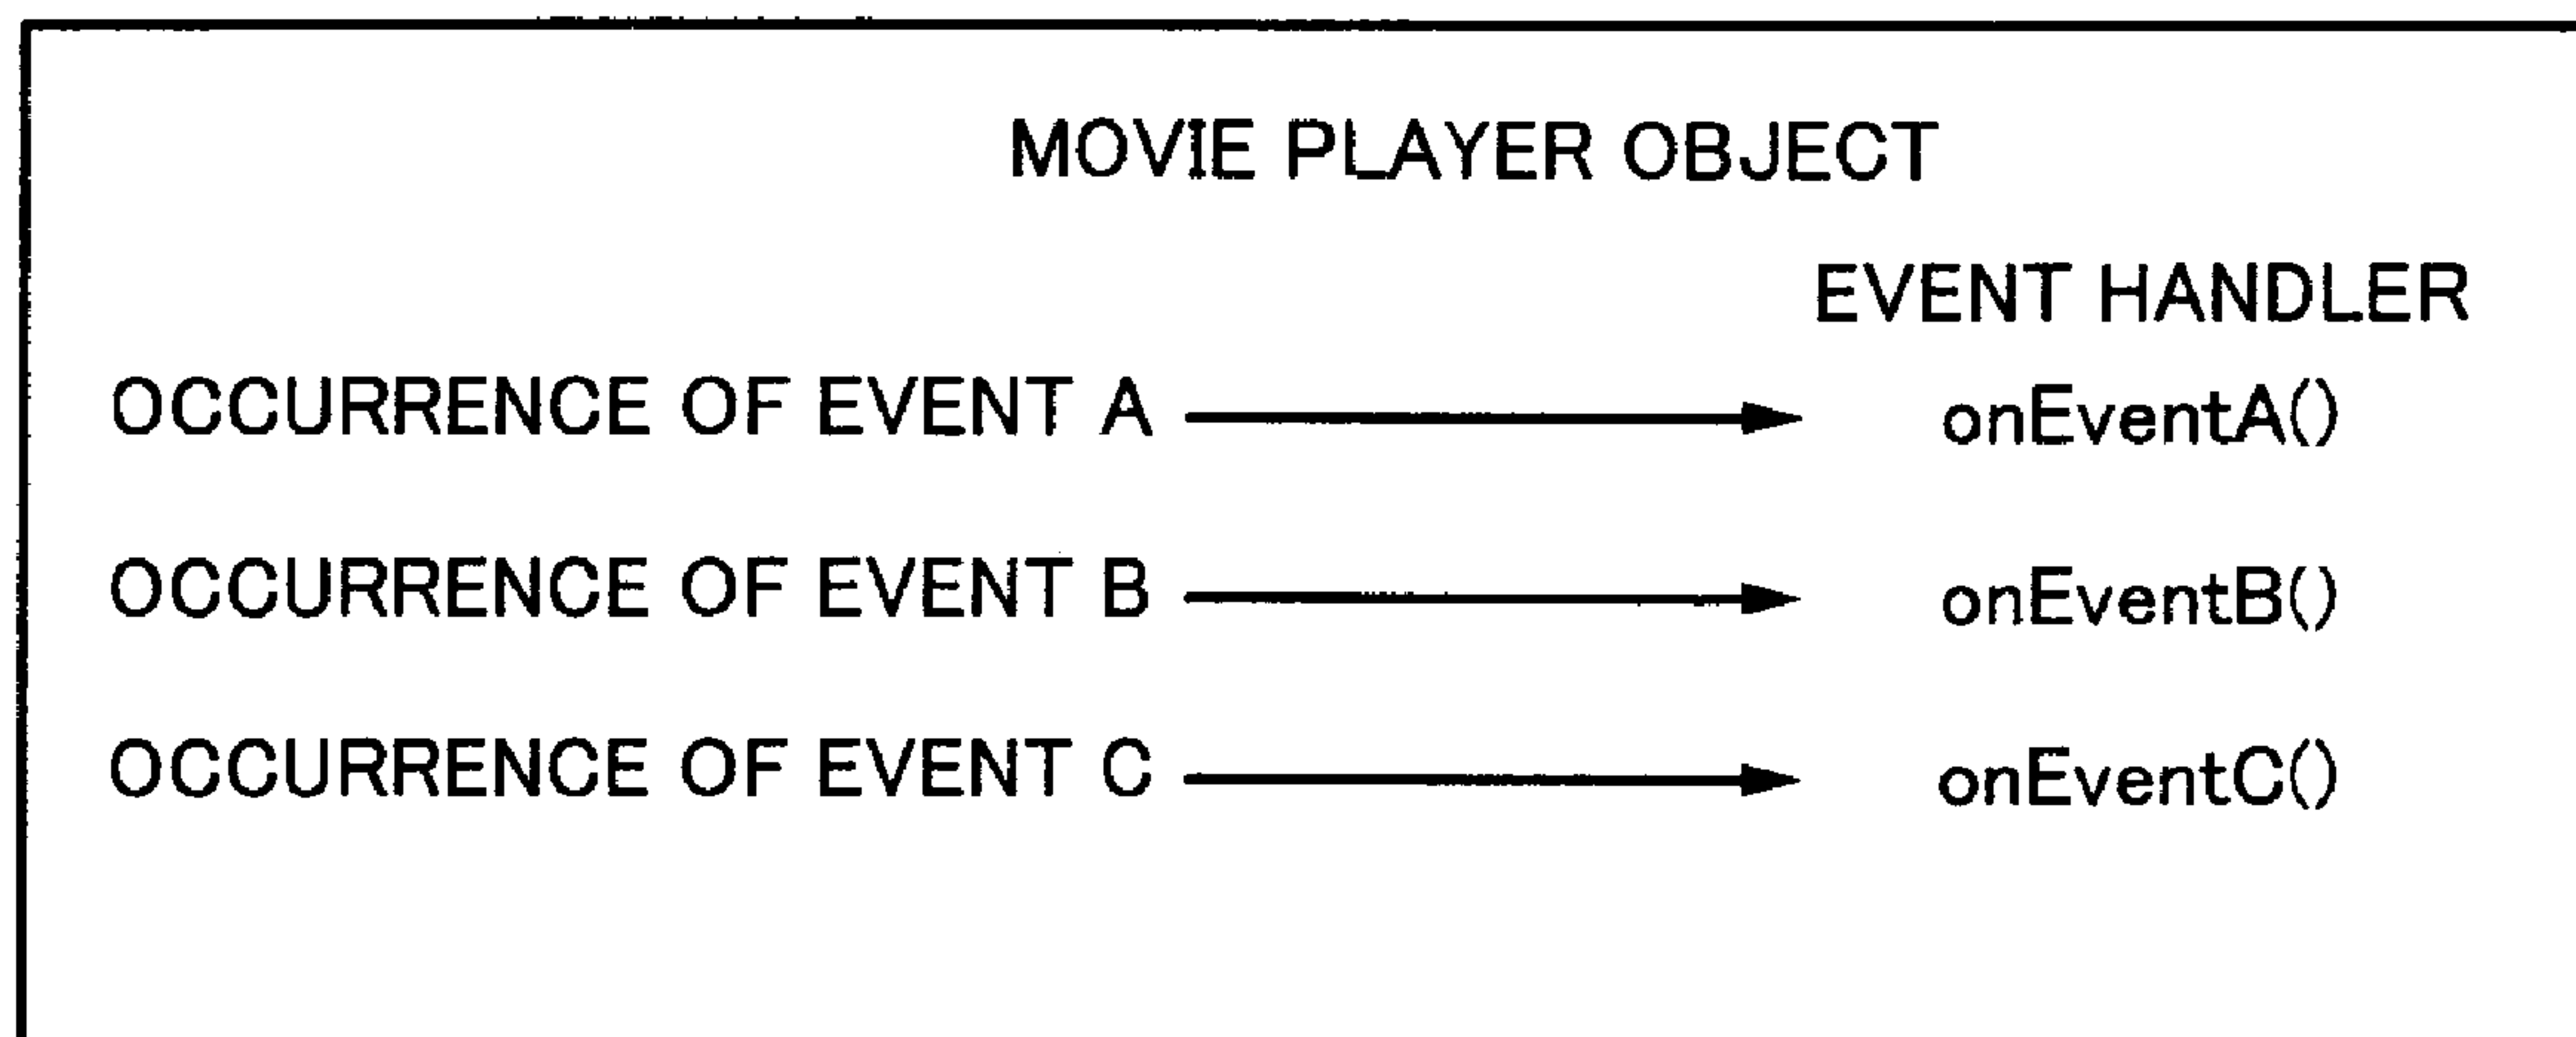 MOVIE PLAYER OBJECT
EVENT HANDLER
OCCURRENCE OF EVENT A onEventA()
OCCURRENCE OF EVENT B onEventB()
OCCURRENCE OF EVENT C onEventC()